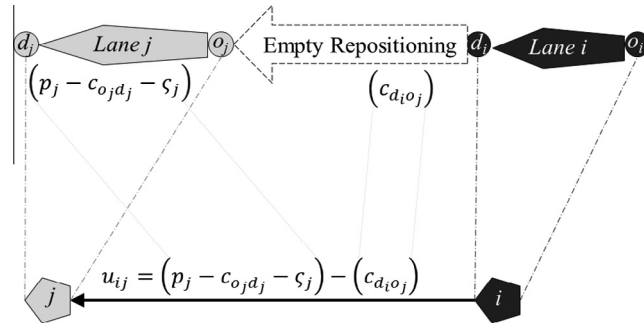 d_j Lane j o_j Empty Repositioning d_i Lane i o_i
(p_j − c_{o_j d_j} − ς_j) (c_{d_i o_j})
u_{ij} = (p_j − c_{o_j d_j} − ς_j) − (c_{d_i o_j})
j i